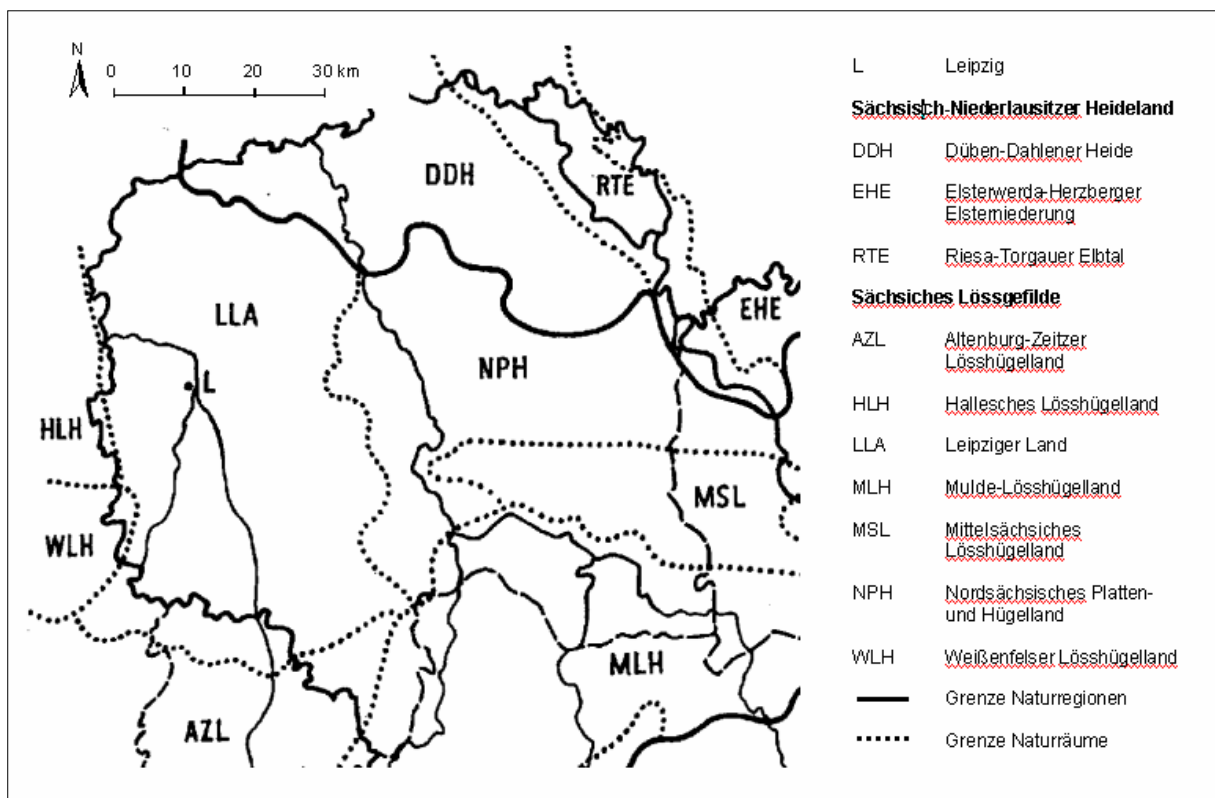 N
0 10 20 30 km
DDH
RTE
EHE
LLA
NPH
L
HLH
MSL
WLH
MLH
AZL
L Leipzig
Sächsisch-Niederlausitzer Heideland
DDH Düben-Dahlener Heide
EHE Elsterwerda-Herzberger
Elsterniederung
RTE Riesa-Torgauer Elbtal
Sächsiches Lössgefilde
AZL Altenburg-Zeitzer
Lösshügelland
HLH Hallesches Lösshügelland
LLA Leipziger Land
MLH Mulde-Lösshügelland
MSL Mittelsächsiches
Lösshügelland
NPH Nordsächsisches Platten-
und Hügelland
WLH Weißenfelser Lösshügelland
Grenze Naturregionen
Grenze Naturräume